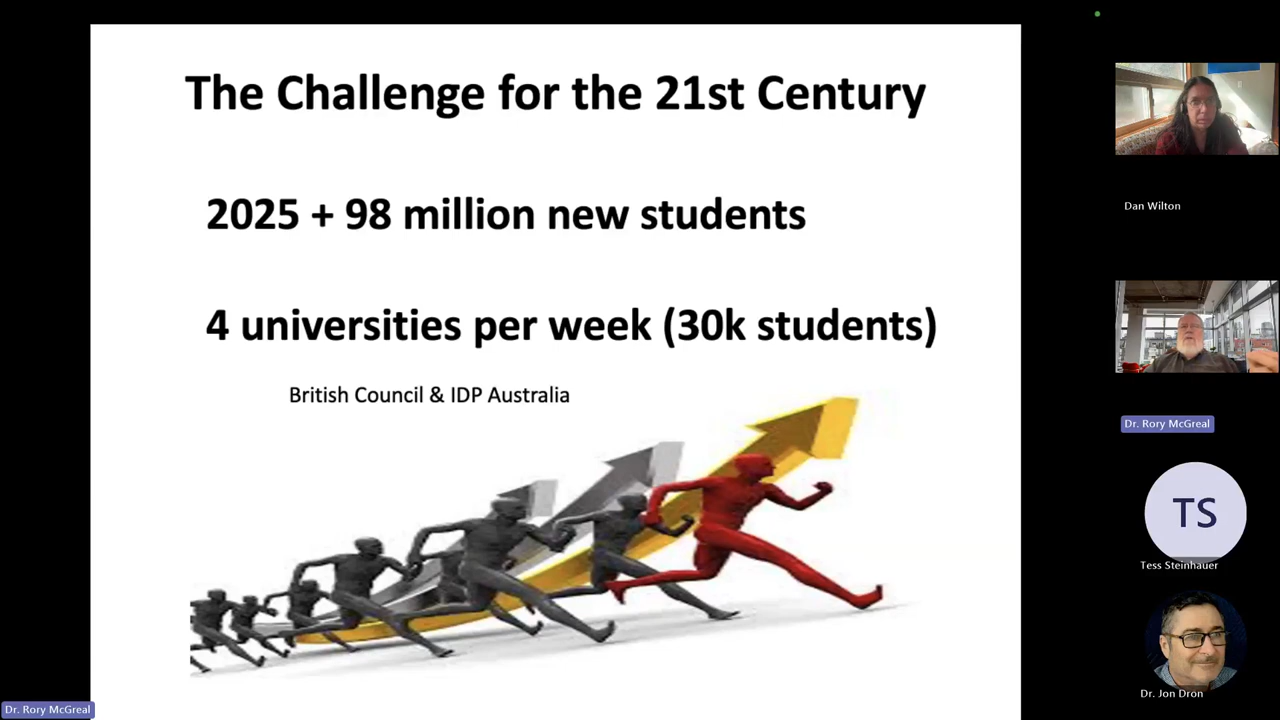 The Challenge for the 21st Century
2025 + 98 million new students
4 universities per week (30k students)
British Council & IDP Australia
Dan Wilton
Dr. Rory McGreal
TS
Tess Steinhauer
Dr. Jon Dron
Dr. Rory McGreal